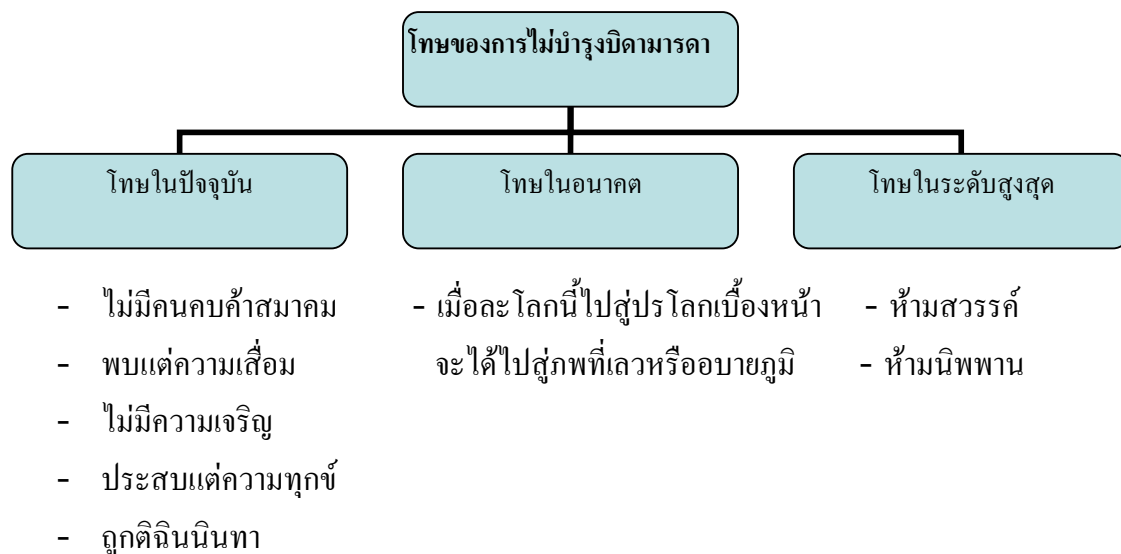 โทษของการไม่บำรุงบิดามารดา
โทษในปัจจุบัน
- ไม่มีคนคบค้าสมาคม
- พบแต่ความเสื่อม
- ไม่มีความเจริญ
- ประสบแต่ความทุกข์
- ถูกติฉินนินทา
โทษในอนาคต
- เมื่อละโลกนี้ไปสู่ปรโลกเบื้องหน้า
จะได้ไปสู่ภพที่เลวหรืออบายภูมิ
โทษในระดับสูงสุด
- ห้ามสวรรค์
- ห้ามนิพพาน